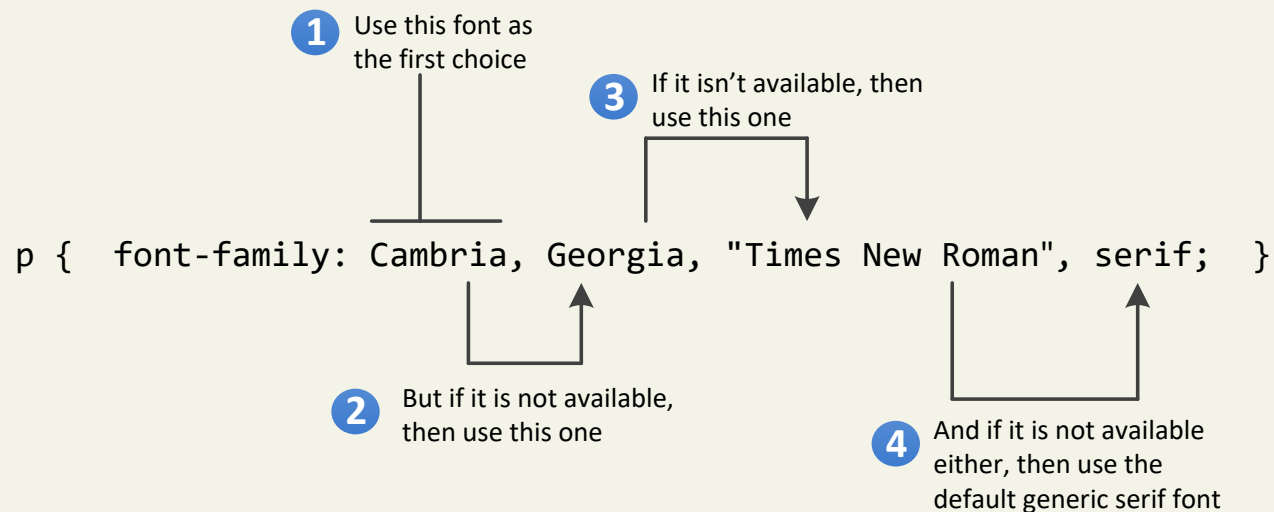 1 Use this font as
the first choice
3 If it isn’t available, then
use this one
p {  font-family: Cambria, Georgia, "Times New Roman", serif;  }
2 But if it is not available,
then use this one
4 And if it is not available
either, then use the
default generic serif font